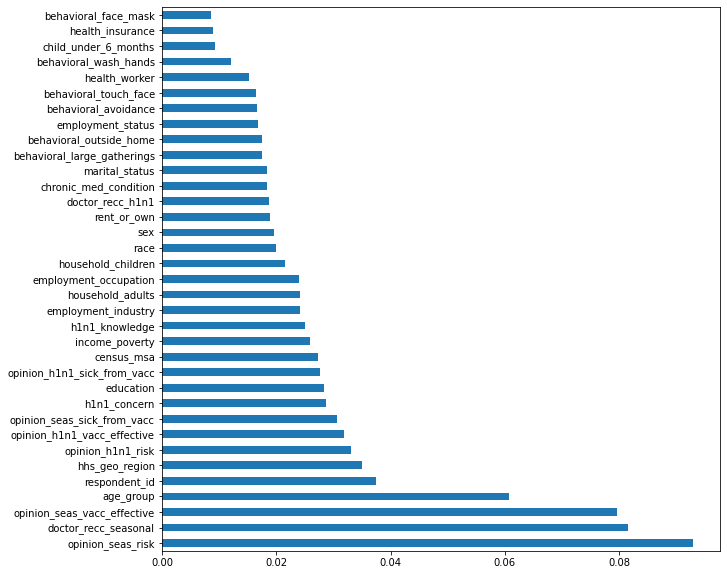 behavioral_face_mask
health_insurance
child_under_6_months
behavioral_wash_hands
health_worker
behavioral_touch_face
behavioral_avoidance
employment_status
behavioral_outside_home
behavioral_large_gatherings
marital_status
chronic_med_condition
doctor_recc_h1n1
rent_or_own
sex
race
household_children
employment_occupation
household_adults
employment_industry
h1n1_knowledge
income_poverty
census_msa
opinion_h1n1_sick_from_vacc
education
h1n1_concern
opinion_seas_sick_from_vacc
opinion_h1n1_vacc_effective
opinion_h1n1_risk
hhs_geo_region
respondent_id
age_group
opinion_seas_vacc_effective
doctor_recc_seasonal
opinion_seas_risk
0.00 0.02 0.04 0.06 0.08